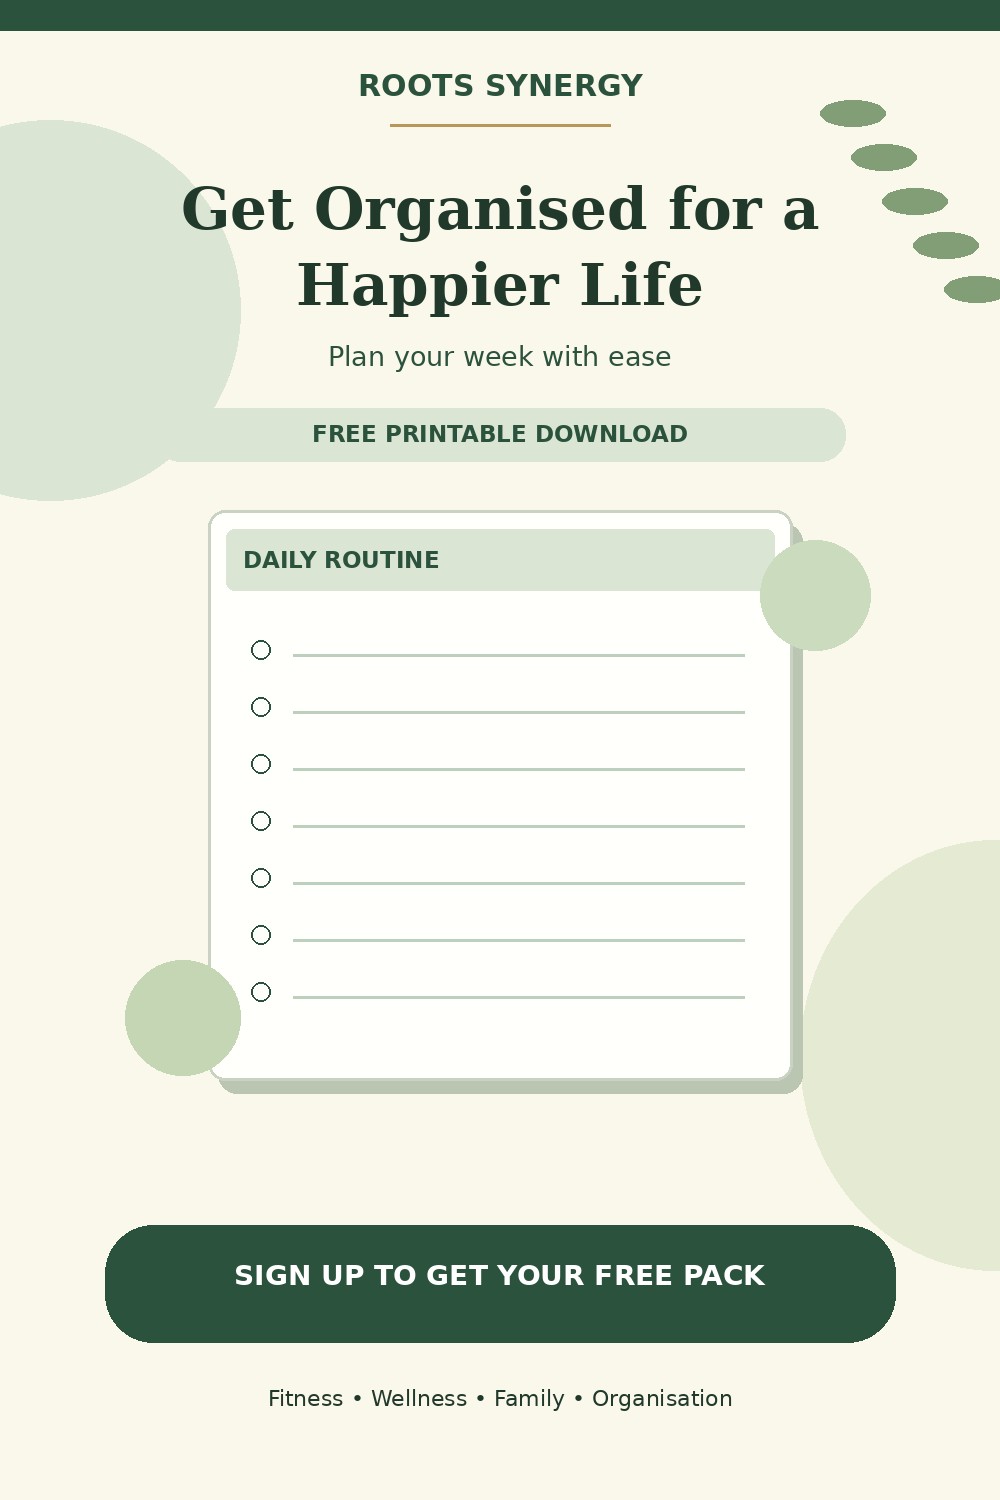 ROOTS SYNERGY
Get Organised for a
Happier Life
Plan your week with ease
FREE PRINTABLE DOWNLOAD
DAILY ROUTINE
SIGN UP TO GET YOUR FREE PACK
Fitness • Wellness • Family • Organisation